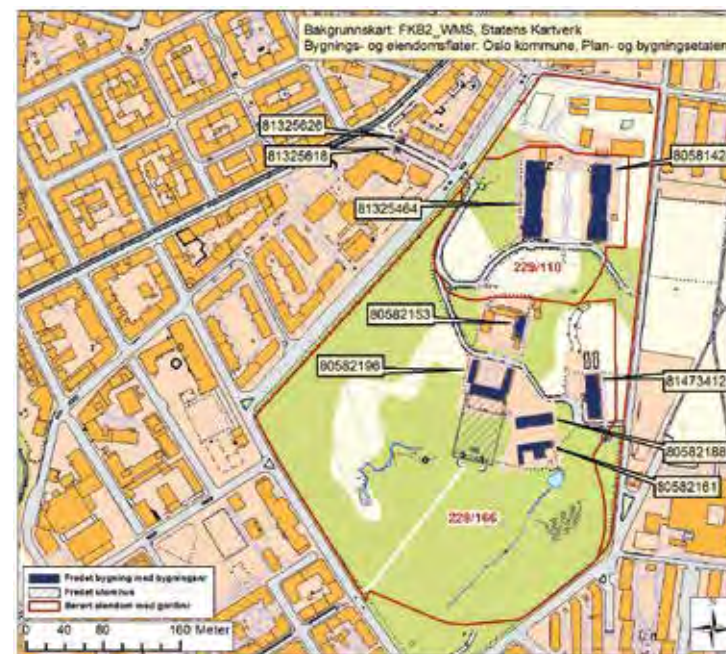 Bakgrunnskart: FKB2_WMS, Statens Kartverk
Bygnings- og eiendomsflater: Oslo kommune, Plan- og bygningsetaten
81325626
81325618
8058142
81325464
229/110
80582153
80582196
81473412
80582188
80582161
228/166
Fredet bygning med bygningsnr
Fredet uterom
Berørt eiendom med gnr/bnr
0 40 80 160 Meter